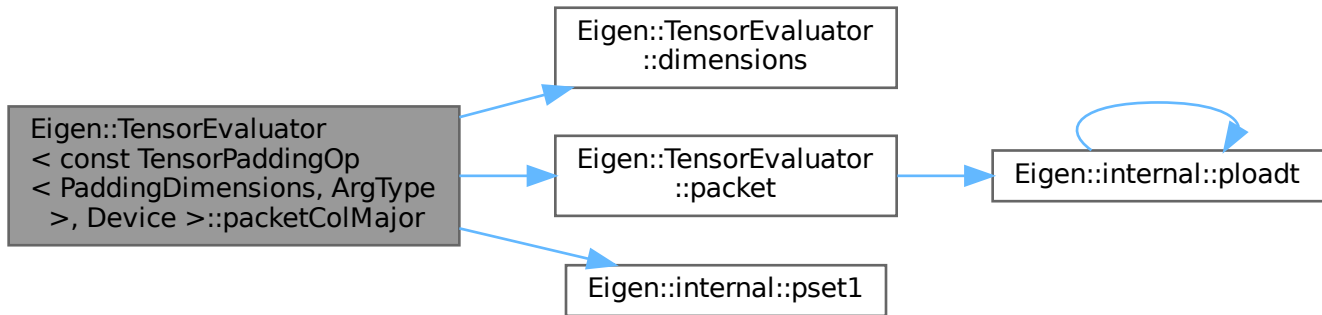 Eigen::TensorEvaluator
< const TensorPaddingOp
< PaddingDimensions, ArgType
>, Device >::packetColMajor
Eigen::TensorEvaluator
::dimensions
Eigen::TensorEvaluator
::packet
Eigen::internal::pset1
Eigen::internal::ploadt